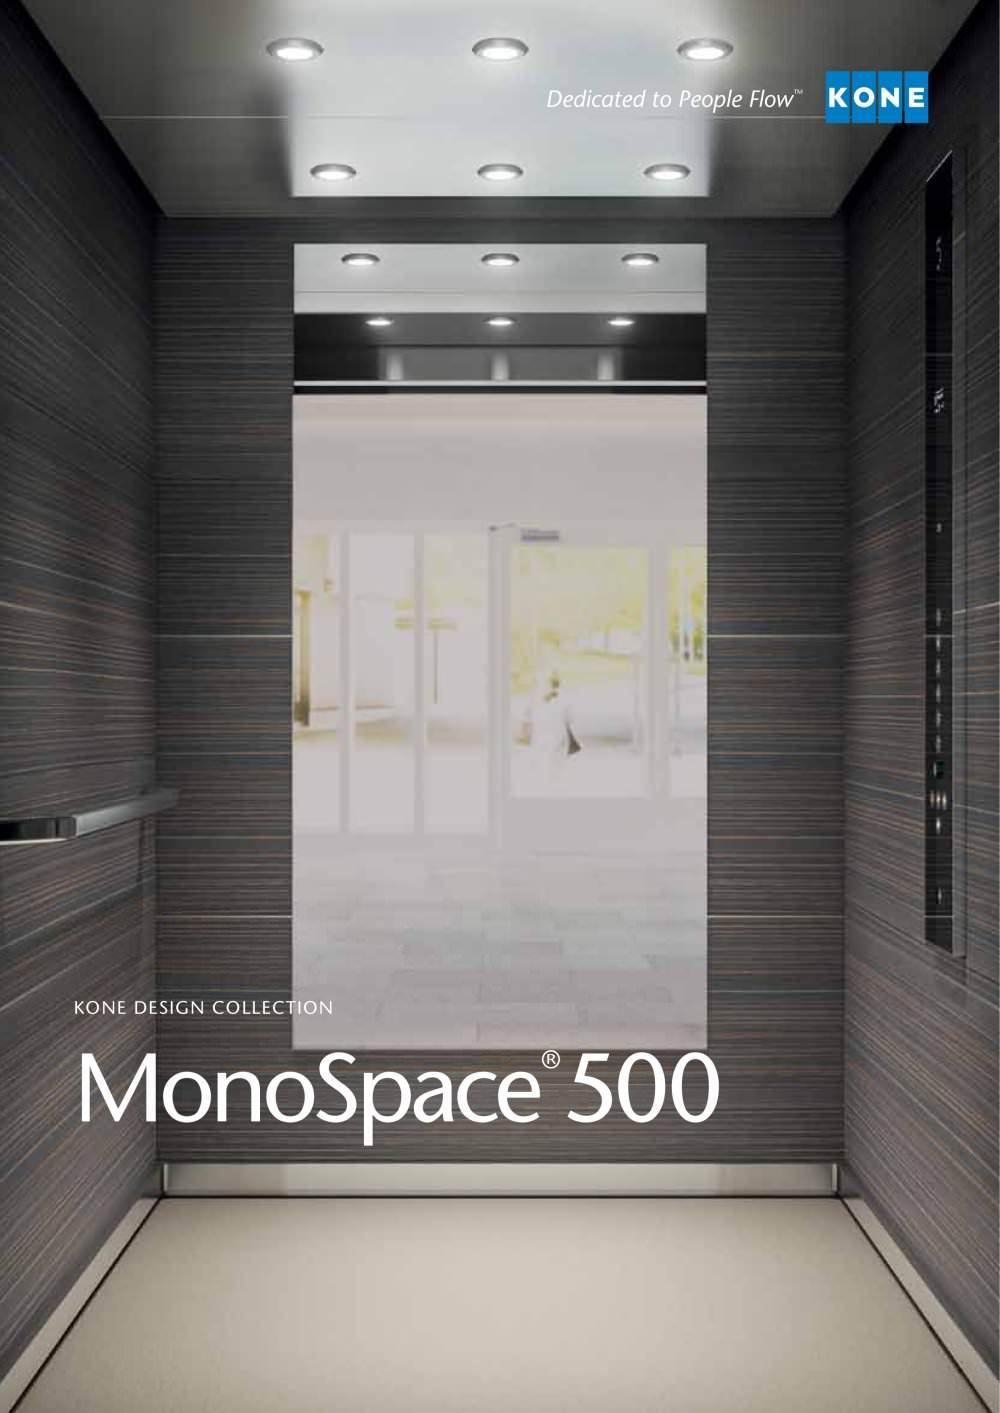 Dedicated to People Flow™ KONE
KONE DESIGN COLLECTION
MonoSpace® 500